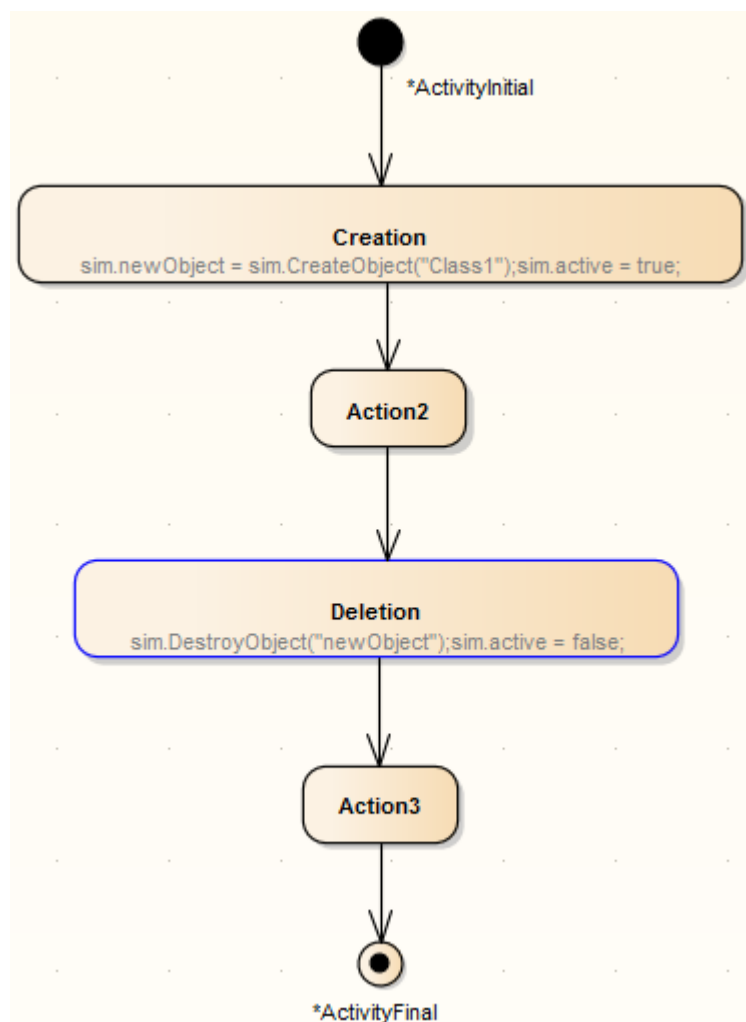 *ActivityInitial
Creation
sim.newObject = sim.CreateObject("Class1");sim.active = true;
Action2
Deletion
sim.DestroyObject("newObject");sim.active = false;
Action3
*ActivityFinal